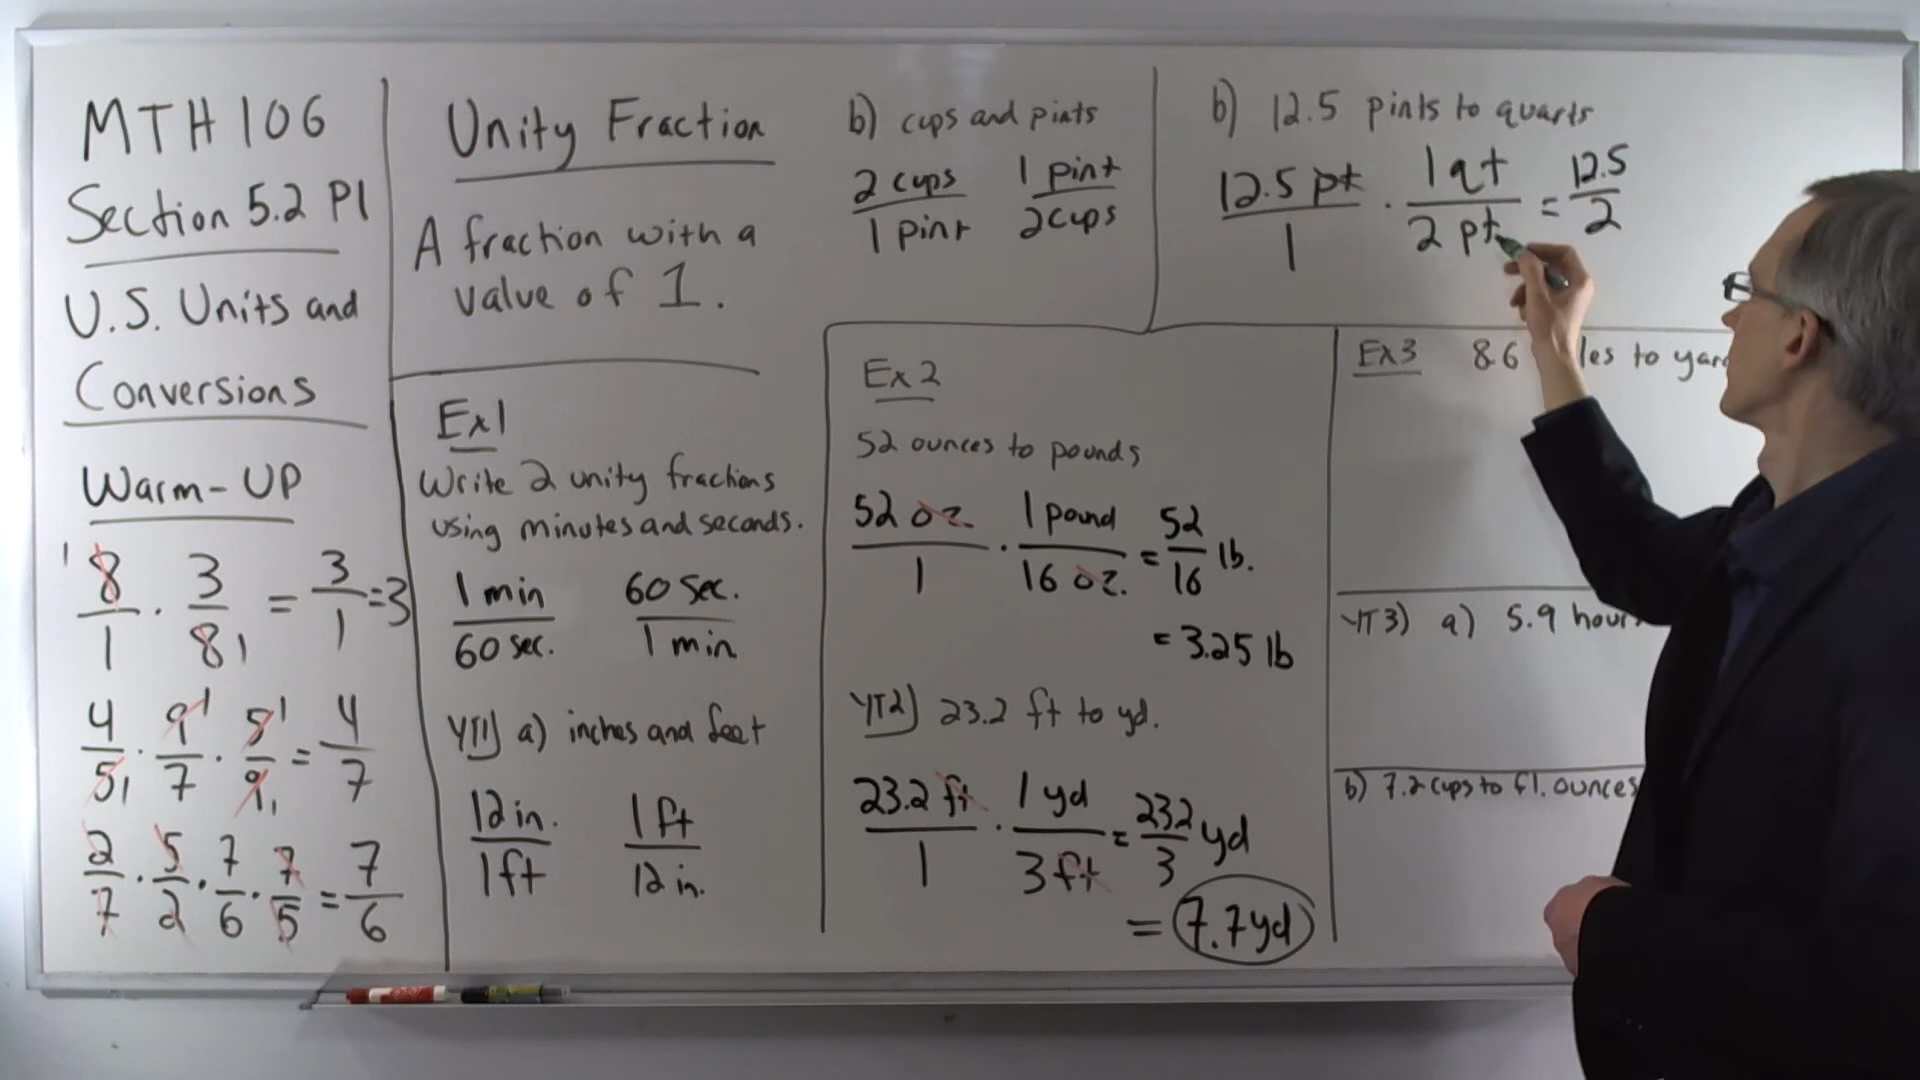 MTH 106
Section 5.2 P1
U.S. Units and
Conversions
Warm-UP
1 8/1 · 3/8 1 = 3/1 = 3
4/5 1 · 9 1/7 · 5 1/9 1 = 4/7
2/7 · 5/2 · 7/6 · 7/5 = 7/6
Unity Fraction
A fraction with a
value of 1.
Ex1
Write 2 unity fractions
using minutes and seconds.
1 min/60 sec. 60 sec./1 min
YT1) a) inches and feet
12 in./1 ft 1 ft/12 in.
b) cups and pints
2 cups/1 pint 1 pint/2 cups
Ex 2
52 ounces to pounds
52 oz./1 · 1 pound/16 oz. = 52/16 lb.
= 3.25 lb
YT2) 23.2 ft to yd.
23.2 ft/1 · 1 yd/3 ft = 23.2/3 yd
= 7.7 yd
b) 12.5 pints to quarts
12.5 pt/1 · 1 qt/2 pt = 12.5/2
Ex3 8.6 to
YT3) a) 5.9
b) 7.2 cups to fl. ounces